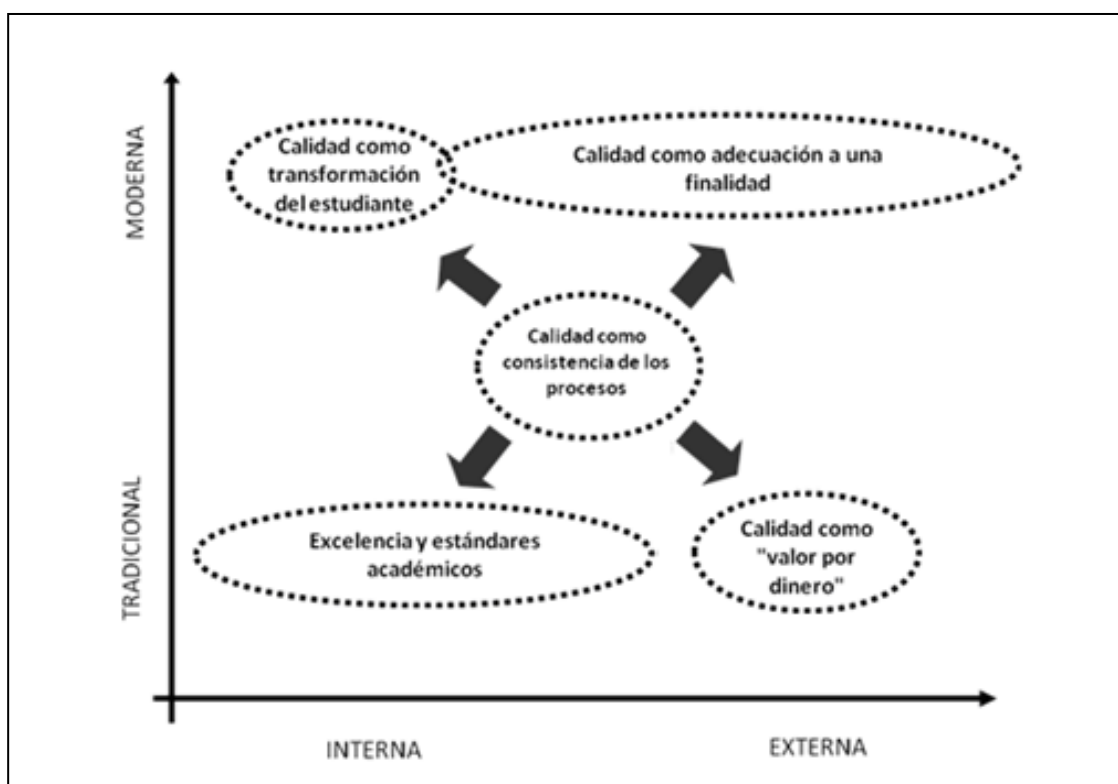 MODERNA
Calidad como
transformación
del estudiante
Calidad como adecuación a una
finalidad
Calidad como
consistencia de los
procesos
TRADICIONAL
Excelencia y estándares
académicos
Calidad como
"valor por
dinero"
INTERNA
EXTERNA